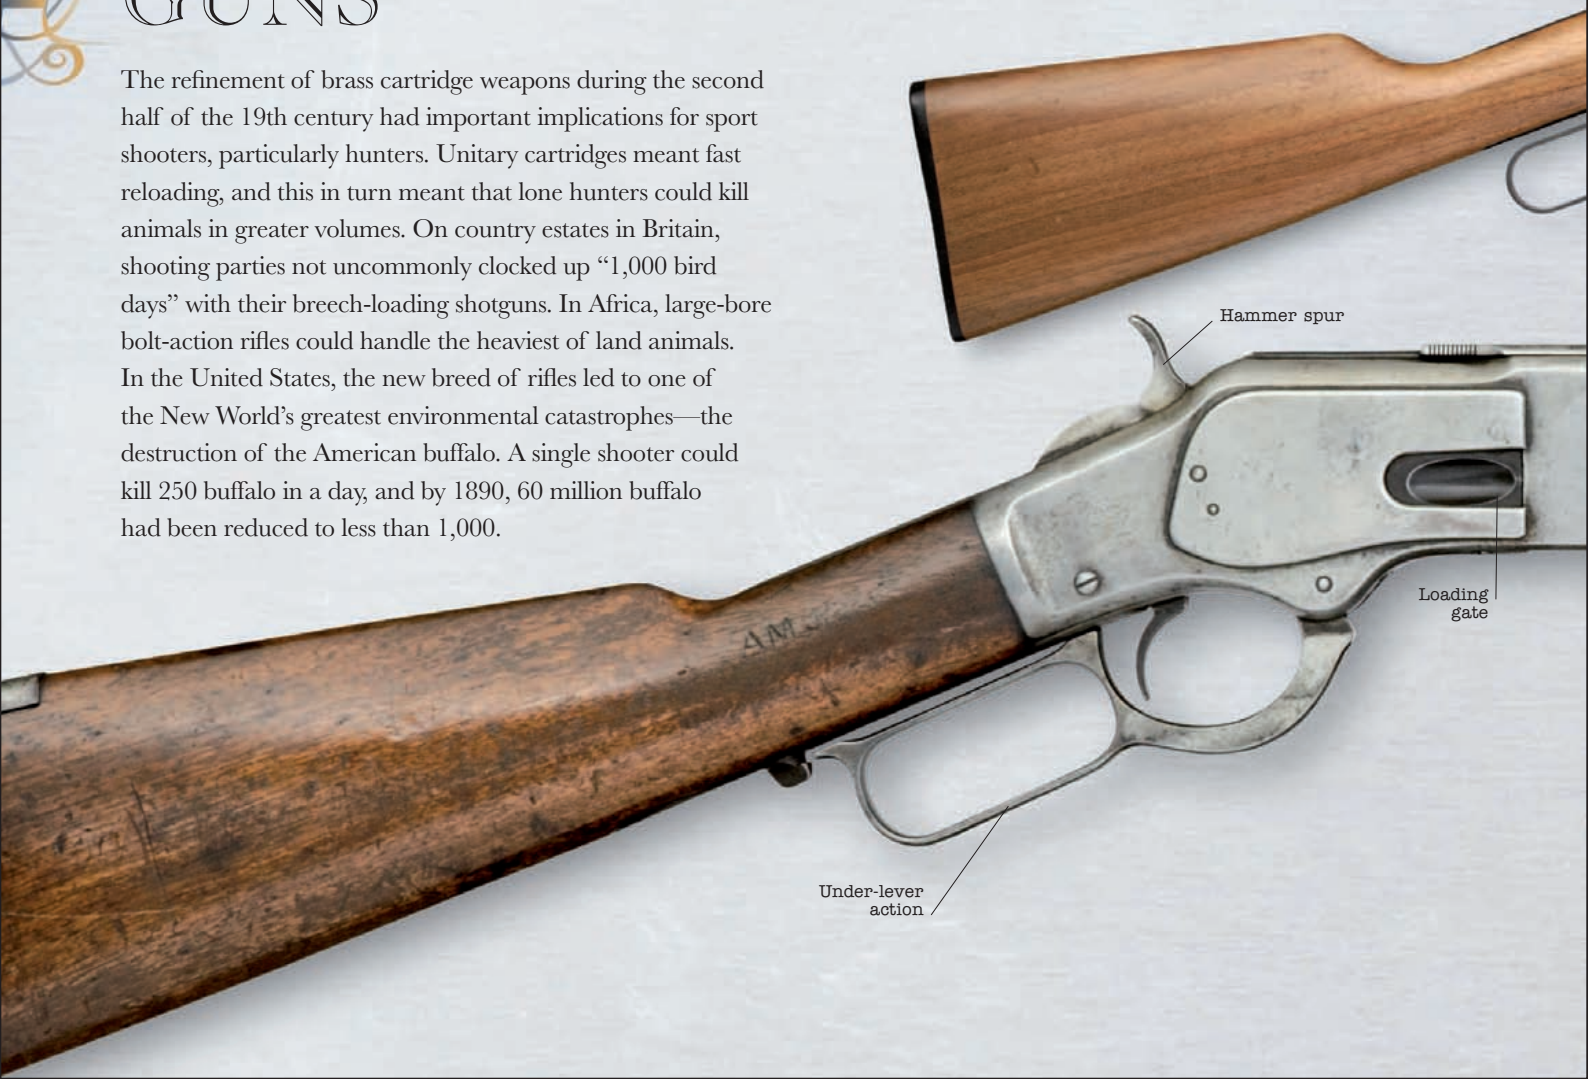 GUNS
The refinement of brass cartridge weapons during the second
half of the 19th century had important implications for sport
shooters, particularly hunters. Unitary cartridges meant fast
reloading, and this in turn meant that lone hunters could kill
animals in greater volumes. On country estates in Britain,
shooting parties not uncommonly clocked up “1,000 bird
days” with their breech-loading shotguns. In Africa, large-bore
bolt-action rifles could handle the heaviest of land animals.
In the United States, the new breed of rifles led to one of
the New World’s greatest environmental catastrophes—the
destruction of the American buffalo. A single shooter could
kill 250 buffalo in a day, and by 1890, 60 million buffalo
had been reduced to less than 1,000.
Hammer spur
Loading
gate
AM
Under-lever
action